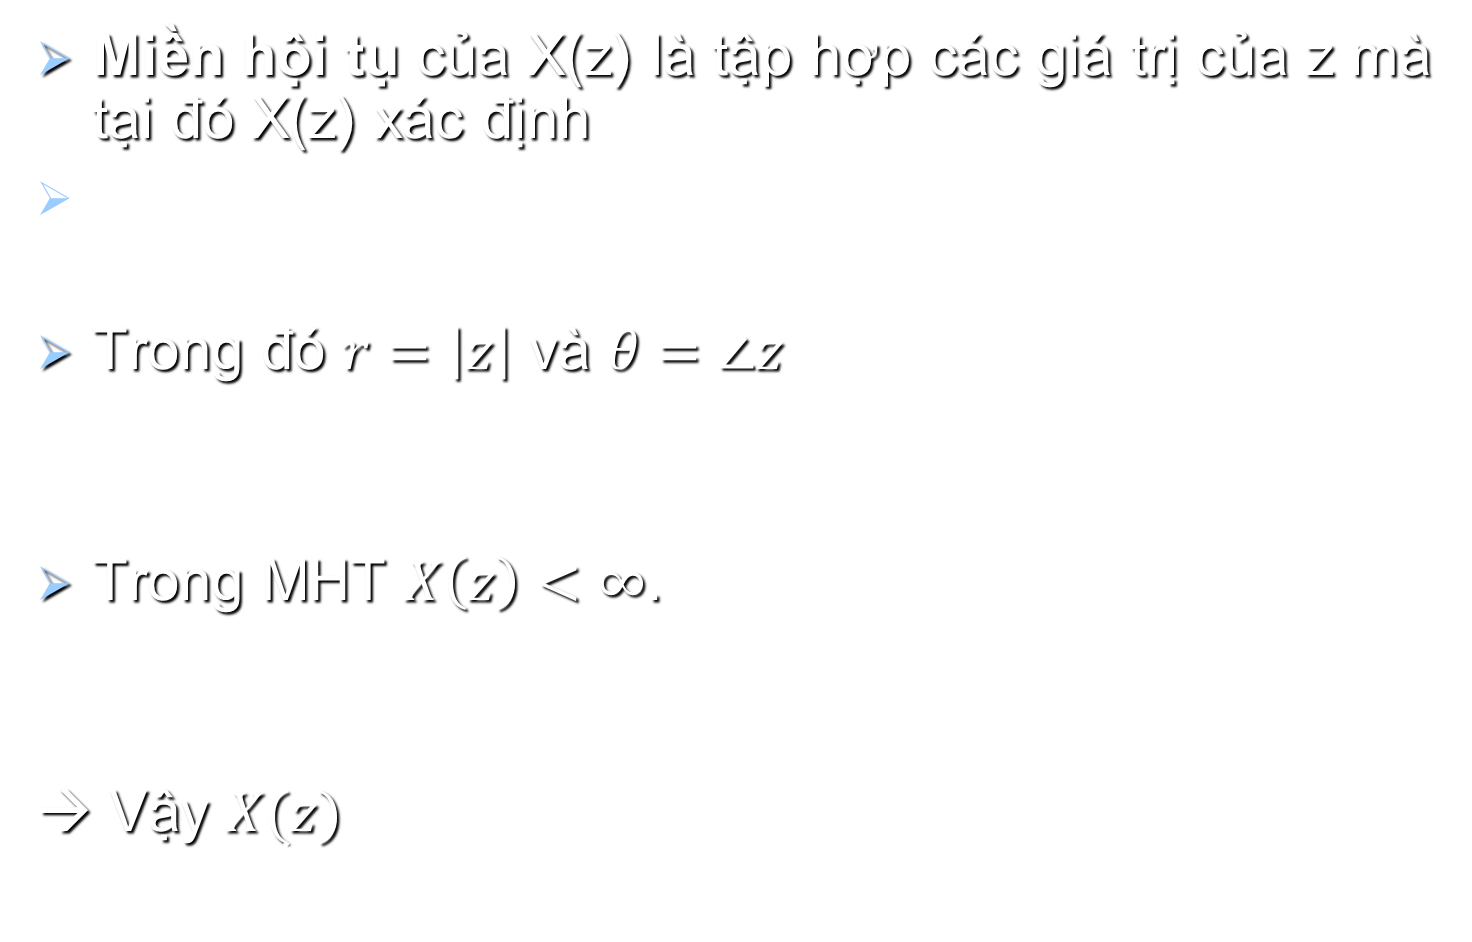 Miền hội tụ của X(z) là tập hợp các giá trị của z mà
tại đó X(z) xác định
Trong đó r = |z| và θ = ∠z
Trong MHT X(z) < ∞.
→ Vậy X(z)